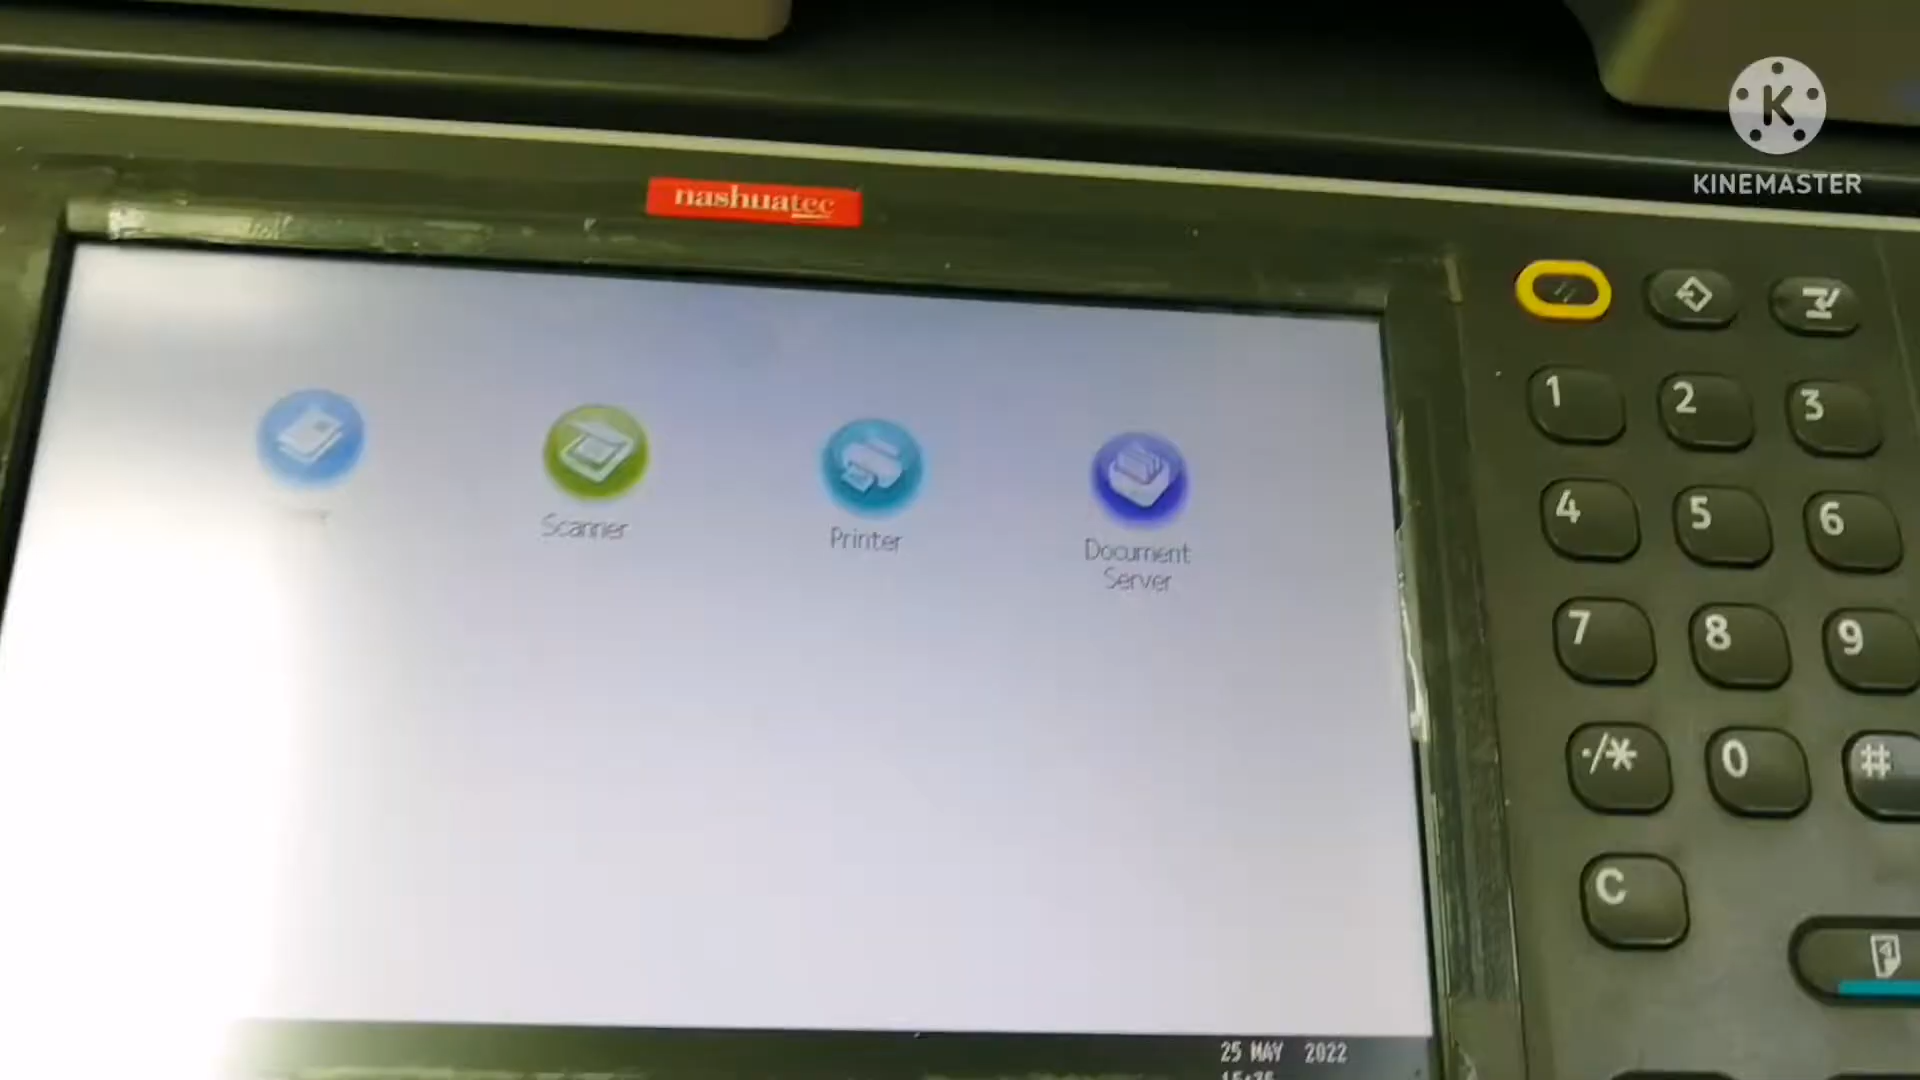 K
KINEMASTER
nashuatec
Scanner
Printer
Document
Server
1
2
3
4
5
6
7
8
9
./*
0
#
C
25 MAY 2022